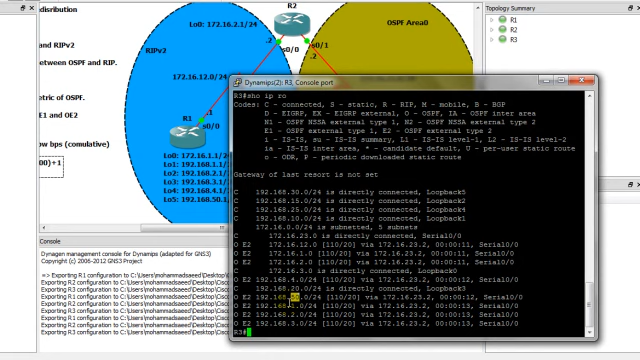 Lo0: 172.16.2.1/24
R2
OSPF Area0
Topology Summary
R1
R2
R3
and RIPv2
between OSPF and RIP.
etric of OSPF.
E1 and OE2
ow bps)
00)+1
RIPv2
.2
s0/0
s0/1
.2
172.16.12.0/24
s0/0
.1
R1
Lo0: 172.16.1.1/24
Lo1: 192.168.1.1/
Lo2: 192.168.2.1/
Lo3: 192.168.3.1/
Lo4: 192.168.4.1/
Lo5: 192.168.50.1
Dynamips(2): R3, Console port
R3#sho ip ro
Codes: C - connected, S - static, R - RIP, M - mobile, B - BGP
D - EIGRP, EX - EIGRP external, O - OSPF, IA - OSPF inter area
N1 - OSPF NSSA external type 1, N2 - OSPF NSSA external type 2
E1 - OSPF external type 1, E2 - OSPF external type 2
i - IS-IS, su - IS-IS summary, L1 - IS-IS level-1, L2 - IS-IS level-2
ia - IS-IS inter area, * - candidate default, U - per-user static route
o - ODR, P - periodic downloaded static route
Gateway of last resort is not set
C 192.168.30.0/24 is directly connected, Loopback5
C 192.168.15.0/24 is directly connected, Loopback2
C 192.168.40.0/24 is directly connected, Loopback4
C 192.168.10.0/24 is directly connected, Loopback1
172.16.0.0/24 is subnetted, 5 subnets
C 172.16.23.0 is directly connected, Serial0/0
O E2 172.16.12.0 [110/20] via 172.16.23.2, 00:00:11, Serial0/0
O E2 172.16.1.0 [110/20] via 172.16.23.2, 00:00:11, Serial0/0
O E2 172.16.2.0 [110/20] via 172.16.23.2, 00:00:11, Serial0/0
C 172.16.3.0 is directly connected, Loopback0
O E2 192.168.4.0/24 [110/20] via 172.16.23.2, 00:00:12, Serial0/0
C 192.168.20.0/24 is directly connected, Loopback3
O E2 192.168.50.0/24 [110/20] via 172.16.23.2, 00:00:12, Serial0/0
O E2 192.168.1.0/24 [110/20] via 172.16.23.2, 00:00:13, Serial0/0
O E2 192.168.2.0/24 [110/20] via 172.16.23.2, 00:00:13, Serial0/0
O E2 192.168.3.0/24 [110/20] via 172.16.23.2, 00:00:13, Serial0/0
R3#
Console
Dynagen management console for Dynamips (adapted for GNS3)
Copyright (c) 2006-2013 GNS3 Project
=> Exporting R1 configuration to C:\Users\mohammadsaeed\Desktop\Cisco
Exporting R2 configuration to C:\Users\mohammadsaeed\Desktop\Cisco
Exporting R3 configuration to C:\Users\mohammadsaeed\Desktop\Cisco
Exporting R1 configuration to C:\Users\mohammadsaeed\Desktop\Cisco
Exporting R2 configuration to C:\Users\mohammadsaeed\Desktop\Cisco
Exporting R3 configuration to C:\Users\mohammadsaeed\Desktop\Cisco
=>